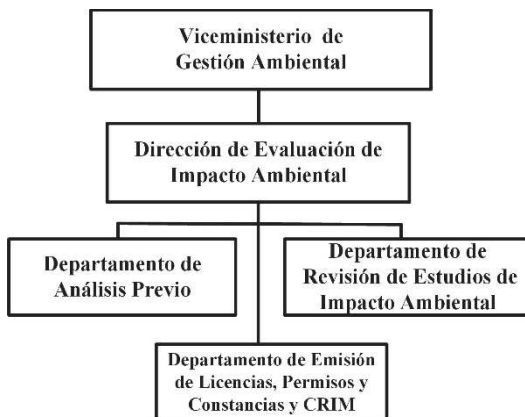 Viceministerio de
Gestión Ambiental
Dirección de Evaluación de
Impacto Ambiental
Departamento de
Análisis Previo
Departamento de
Revisión de Estudios de
Impacto Ambiental
Departamento de Emisión
de Licencias, Permisos y
Constancias y CRIM